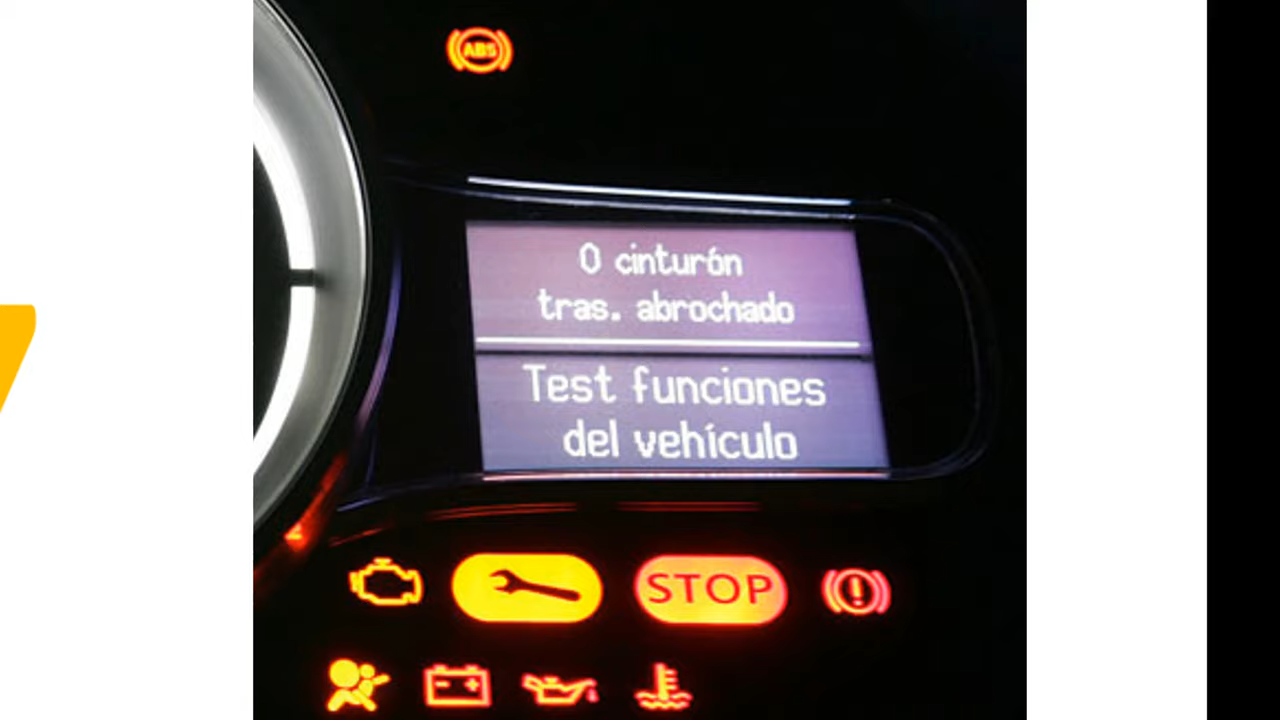 ABS
0 cinturón
tras. abrochado
Test funciones
del vehículo
STOP